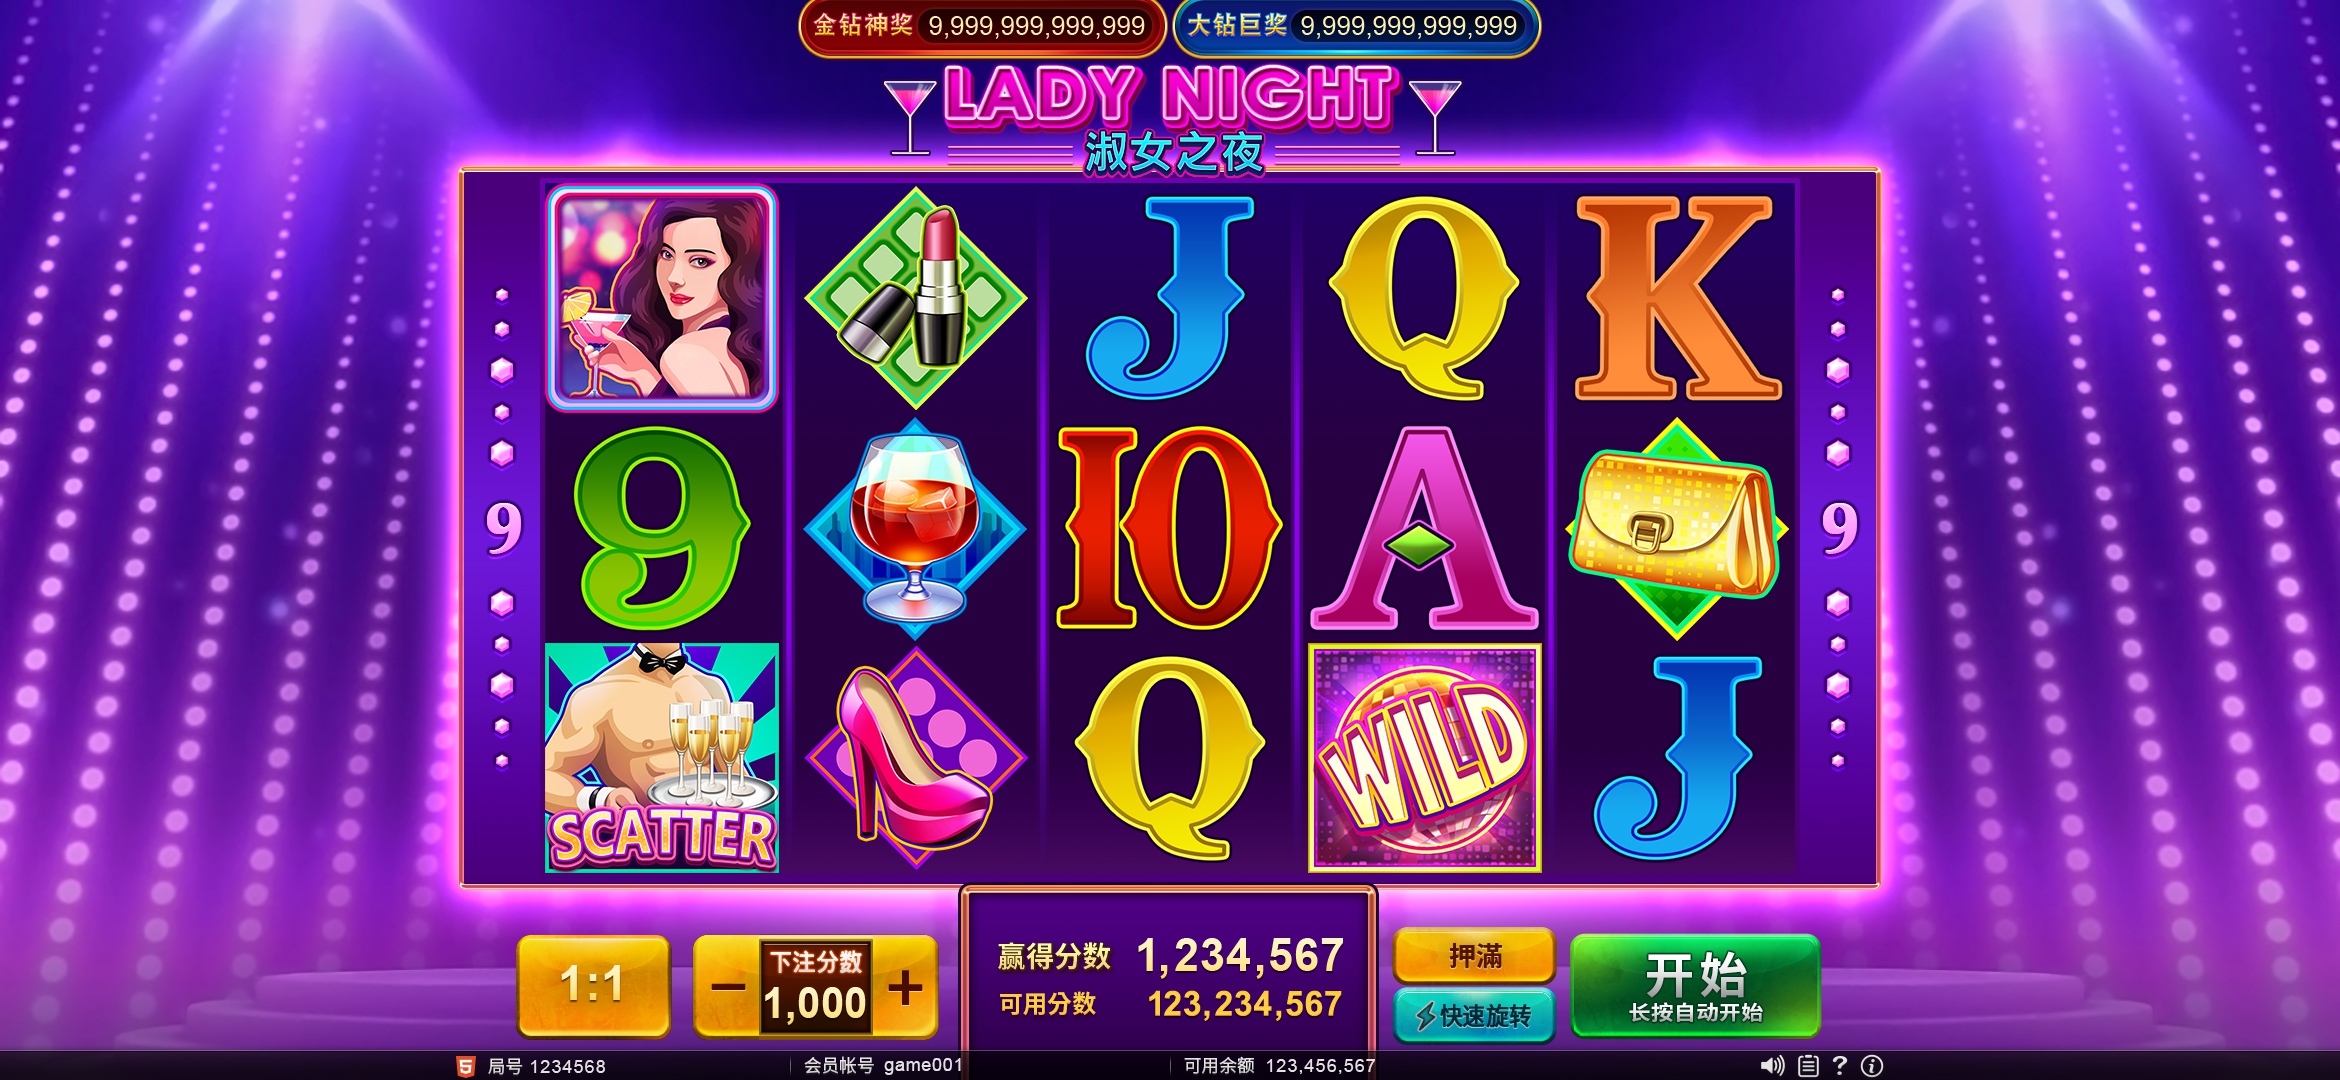 金钻神奖 9,999,999,999,999
大钻巨奖 9,999,999,999,999
LADY NIGHT
淑女之夜
J Q K
9 9 10 A 9
SCATTER Q WILD J
1:1
下注分数
− 1,000 +
赢得分数 1,234,567
可用分数 123,234,567
押滿
快速旋转
开始
长按自动开始
5 局号 1234568 会员帐号 game001 可用余额 123,456,567 ? i